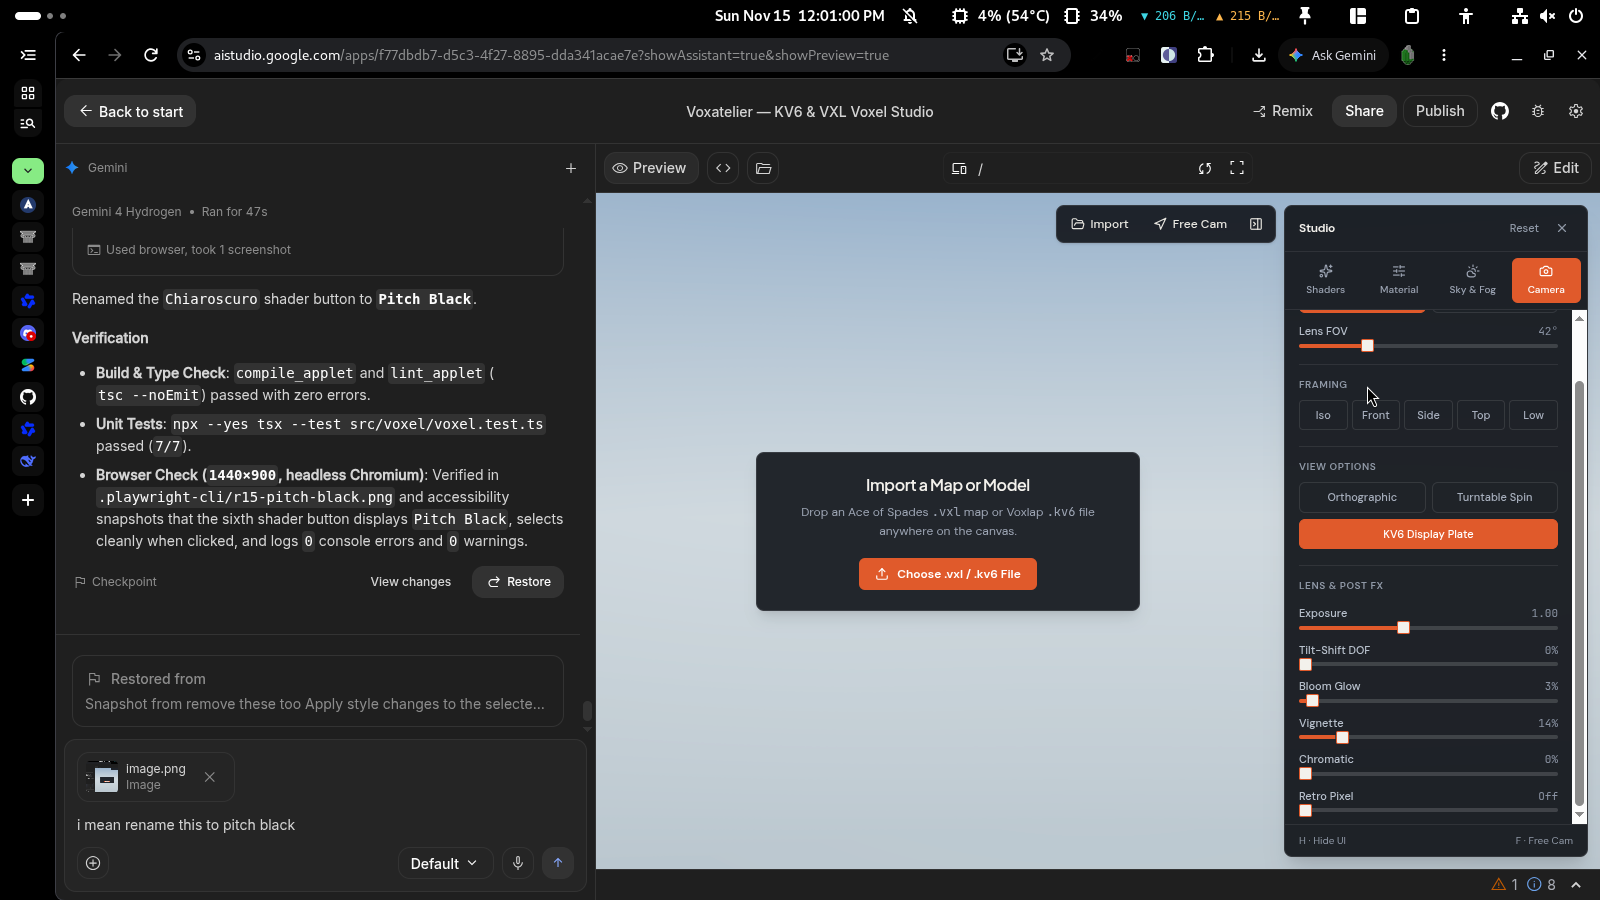 Sun Nov 15 12:01:00 PM
4% (54°C)
34%
▼ 206 B/…
▲ 215 B/…
aistudio.google.com/apps/f77dbdb7-d5c3-4f27-8895-dda341acae7e?showAssistant=true&showPreview=true
Ask Gemini
Back to start
Voxatelier — KV6 & VXL Voxel Studio
Remix
Share
Publish
Gemini
Preview
/
Edit
Gemini 4 Hydrogen • Ran for 47s
Used browser, took 1 screenshot
Renamed the Chiaroscuro shader button to Pitch Black.
Verification
• Build & Type Check: compile_applet and lint_applet (
tsc --noEmit) passed with zero errors.
• Unit Tests: npx --yes tsx --test src/voxel/voxel.test.ts
passed (7/7).
• Browser Check (1440×900, headless Chromium): Verified in
.playwright-cli/r15-pitch-black.png and accessibility
snapshots that the sixth shader button displays Pitch Black, selects
cleanly when clicked, and logs 0 console errors and 0 warnings.
Checkpoint
View changes
Restore
Restored from
Snapshot from remove these too Apply style changes to the selecte...
image.png
Image
i mean rename this to pitch black
Default
Import
Free Cam
Import a Map or Model
Drop an Ace of Spades .vxl map or Voxlap .kv6 file
anywhere on the canvas.
Choose .vxl / .kv6 File
Studio
Reset
Shaders
Material
Sky & Fog
Camera
Lens FOV
42°
FRAMING
Iso
Front
Side
Top
Low
VIEW OPTIONS
Orthographic
Turntable Spin
KV6 Display Plate
LENS & POST FX
Exposure
1.00
Tilt-Shift DOF
0%
Bloom Glow
3%
Vignette
14%
Chromatic
0%
Retro Pixel
Off
H · Hide UI
F · Free Cam
1
8